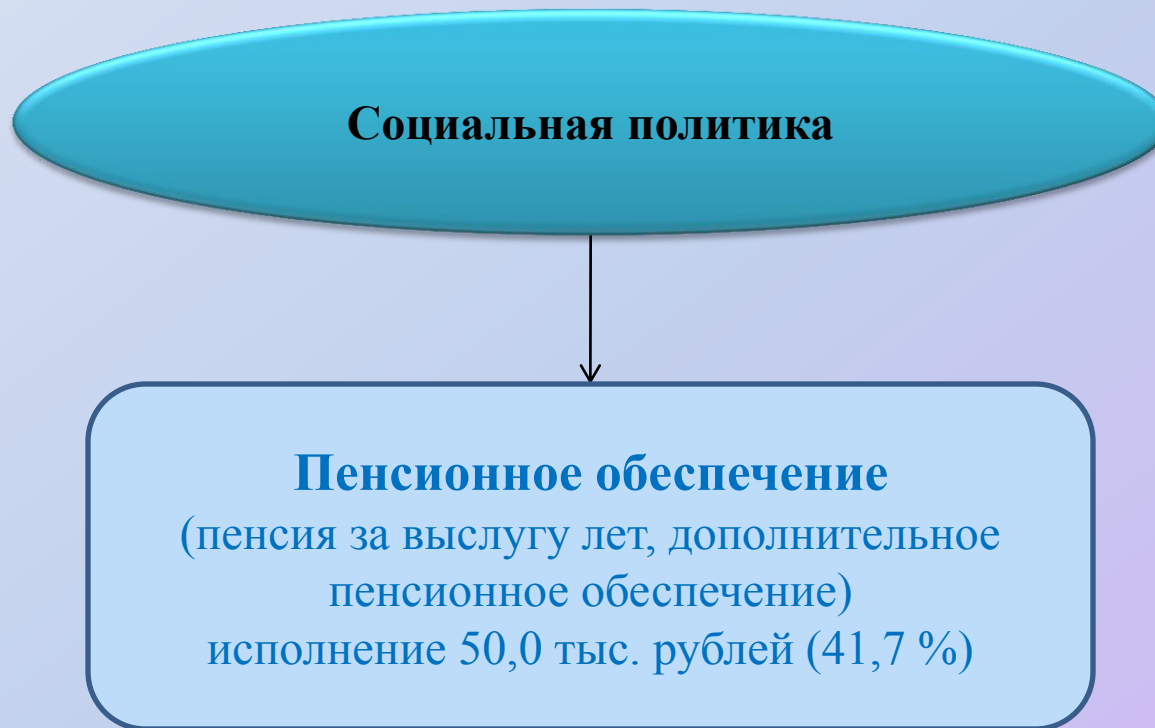 Социальная политика
Пенсионное обеспечение
(пенсия за выслугу лет, дополнительное
пенсионное обеспечение)
исполнение 50,0 тыс. рублей (41,7 %)